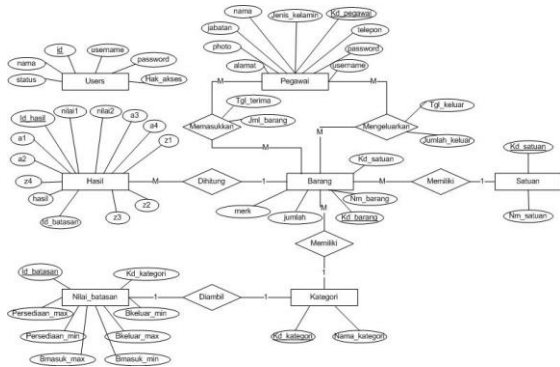 nama
Jenis_kelamin
Kd_pegawai
jabatan
telepon
photo
password
alamat
username
Pegawai
id
username
nama
password
status
Hak_akses
Users
M
M
Tgl_terima
Memasukkan
Jml_barang
Mengeluarkan
Tgl_keluar
Jumlah_keluar
M
M
Id_hasil
nilai1
nilai2
a3
a4
z1
a1
a2
z4
hasil
Id_batasan
z3
z2
Hasil
M
Dihitung
1
Barang
Kd_satuan
Nm_barang
Kd_barang
merk
jumlah
M
Memiliki
1
Satuan
Kd_satuan
Nm_satuan
M
Memiliki
1
Id_batasan
Kd_kategori
Nilai_batasan
1
Diambil
1
Kategori
Persediaan_max
Bkeluar_min
Persediaan_min
Bkeluar_max
Bmasuk_max
Bmasuk_min
Kd_kategori
Nama_kategori